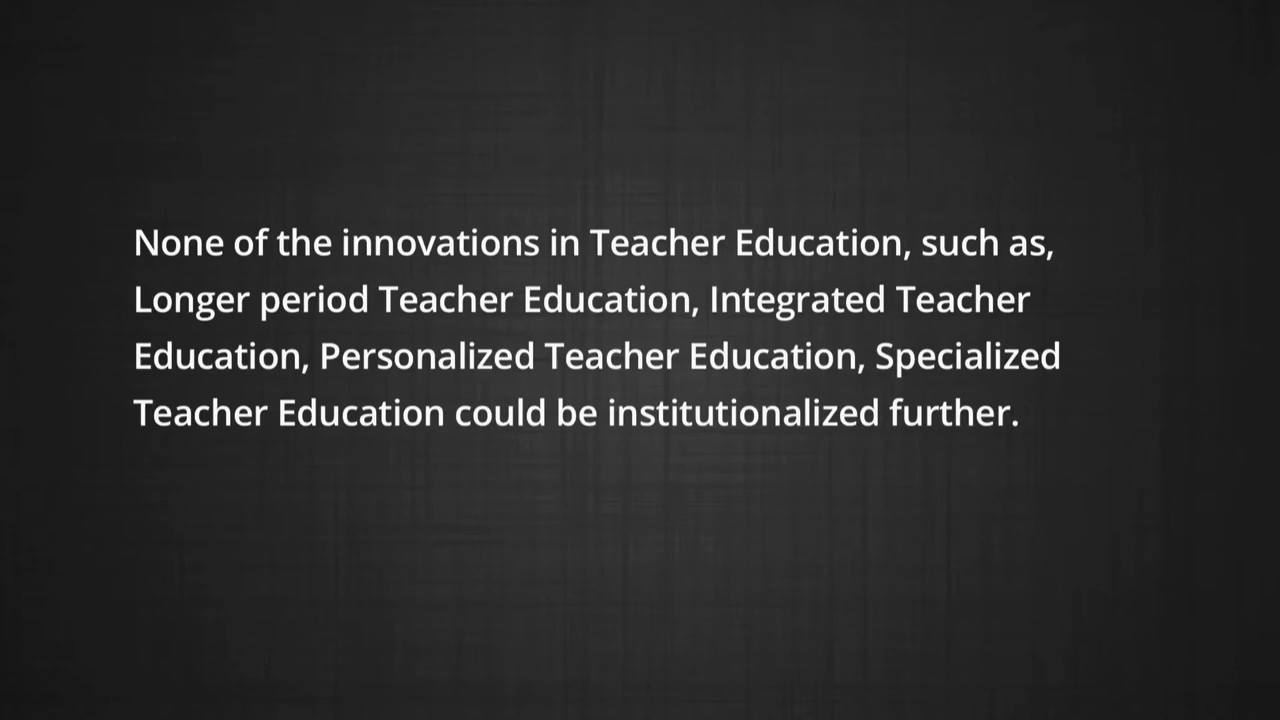 None of the innovations in Teacher Education, such as,
Longer period Teacher Education, Integrated Teacher
Education, Personalized Teacher Education, Specialized
Teacher Education could be institutionalized further.